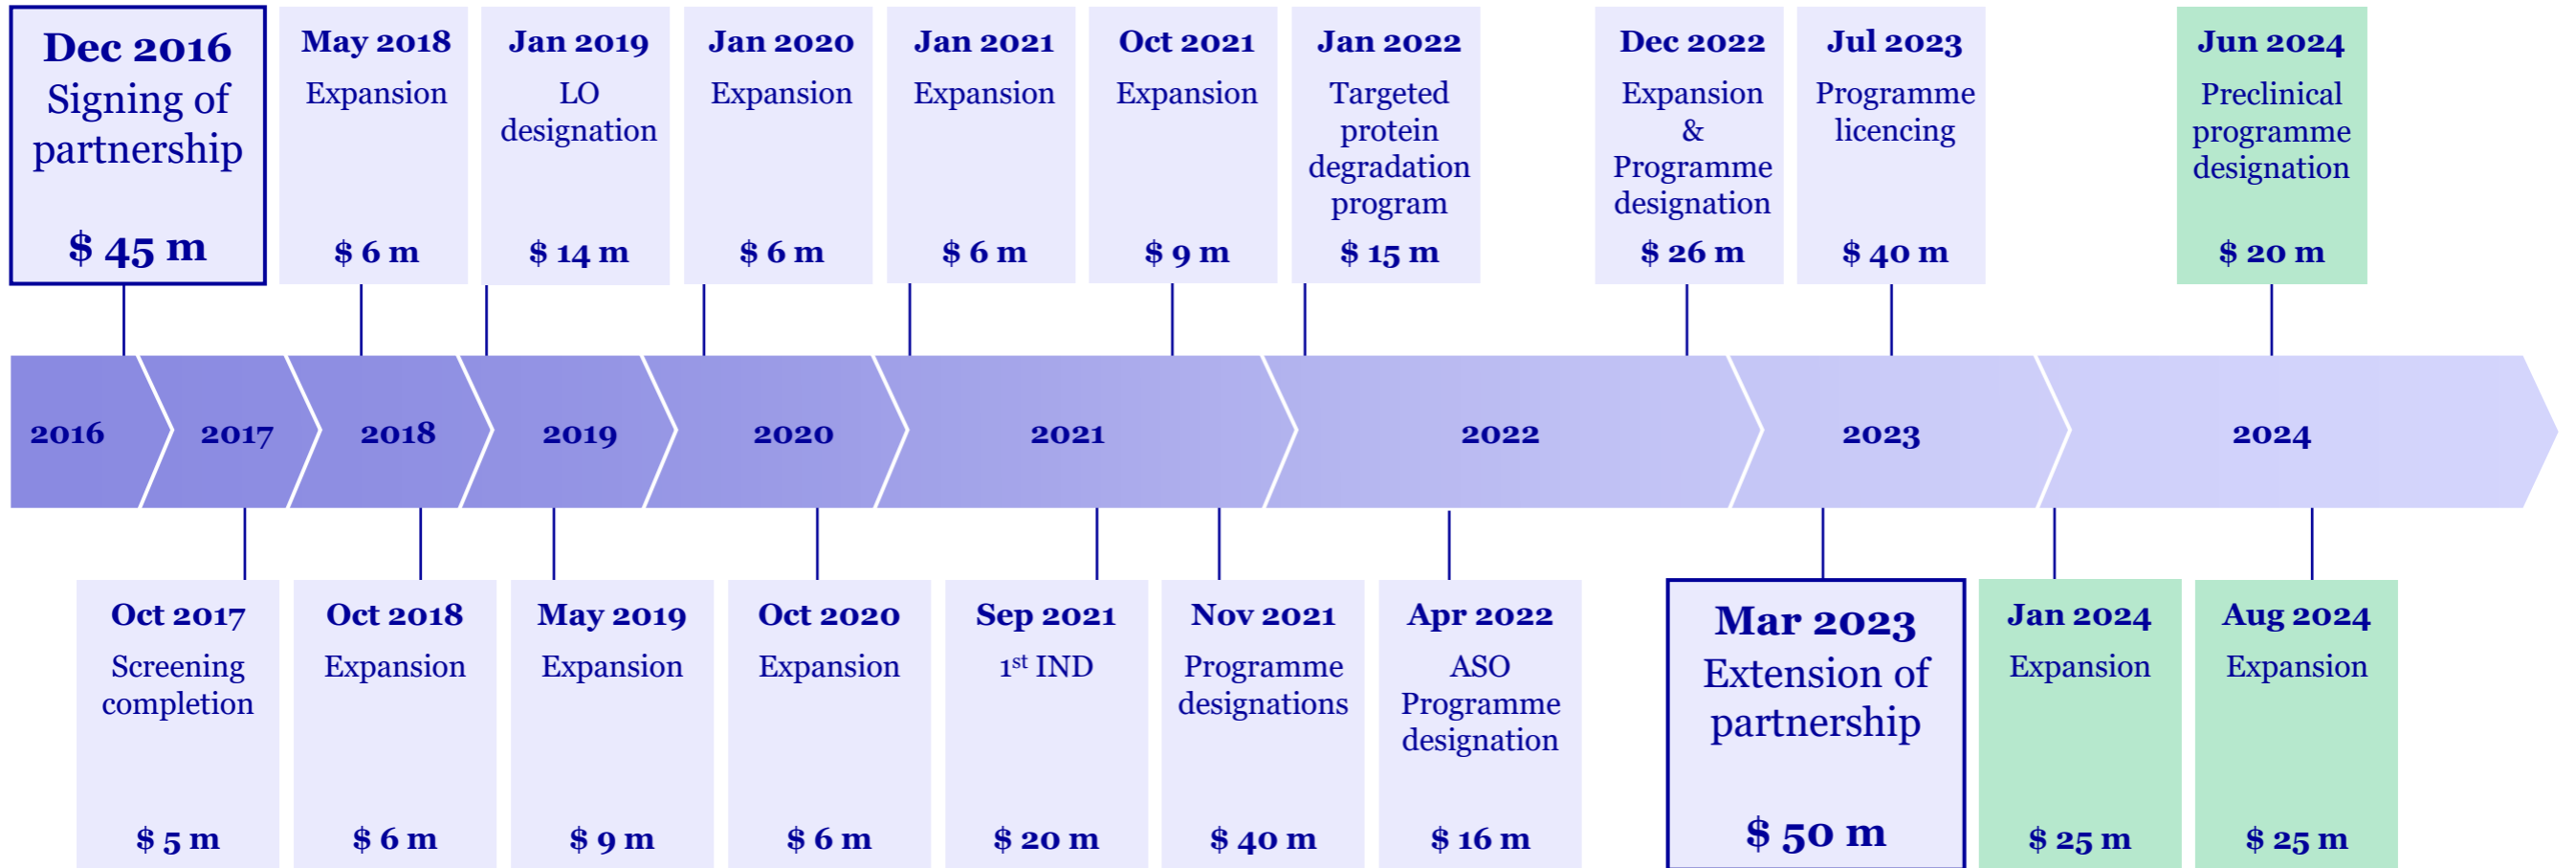 Dec 2016
Signing of
partnership
$ 45 m
May 2018
Expansion
$ 6 m
Jan 2019
LO
designation
$ 14 m
Jan 2020
Expansion
$ 6 m
Jan 2021
Expansion
$ 6 m
Oct 2021
Expansion
$ 9 m
Jan 2022
Targeted
protein
degradation
program
$ 15 m
Dec 2022
Expansion
&
Programme
designation
$ 26 m
Jul 2023
Programme
licencing
$ 40 m
Jun 2024
Preclinical
programme
designation
$ 20 m
2016
2017
2018
2019
2020
2021
2022
2023
2024
Oct 2017
Screening
completion
$ 5 m
Oct 2018
Expansion
$ 6 m
May 2019
Expansion
$ 9 m
Oct 2020
Expansion
$ 6 m
Sep 2021
1st IND
$ 20 m
Nov 2021
Programme
designations
$ 40 m
Apr 2022
ASO
Programme
designation
$ 16 m
Mar 2023
Extension of
partnership
$ 50 m
Jan 2024
Expansion
$ 25 m
Aug 2024
Expansion
$ 25 m